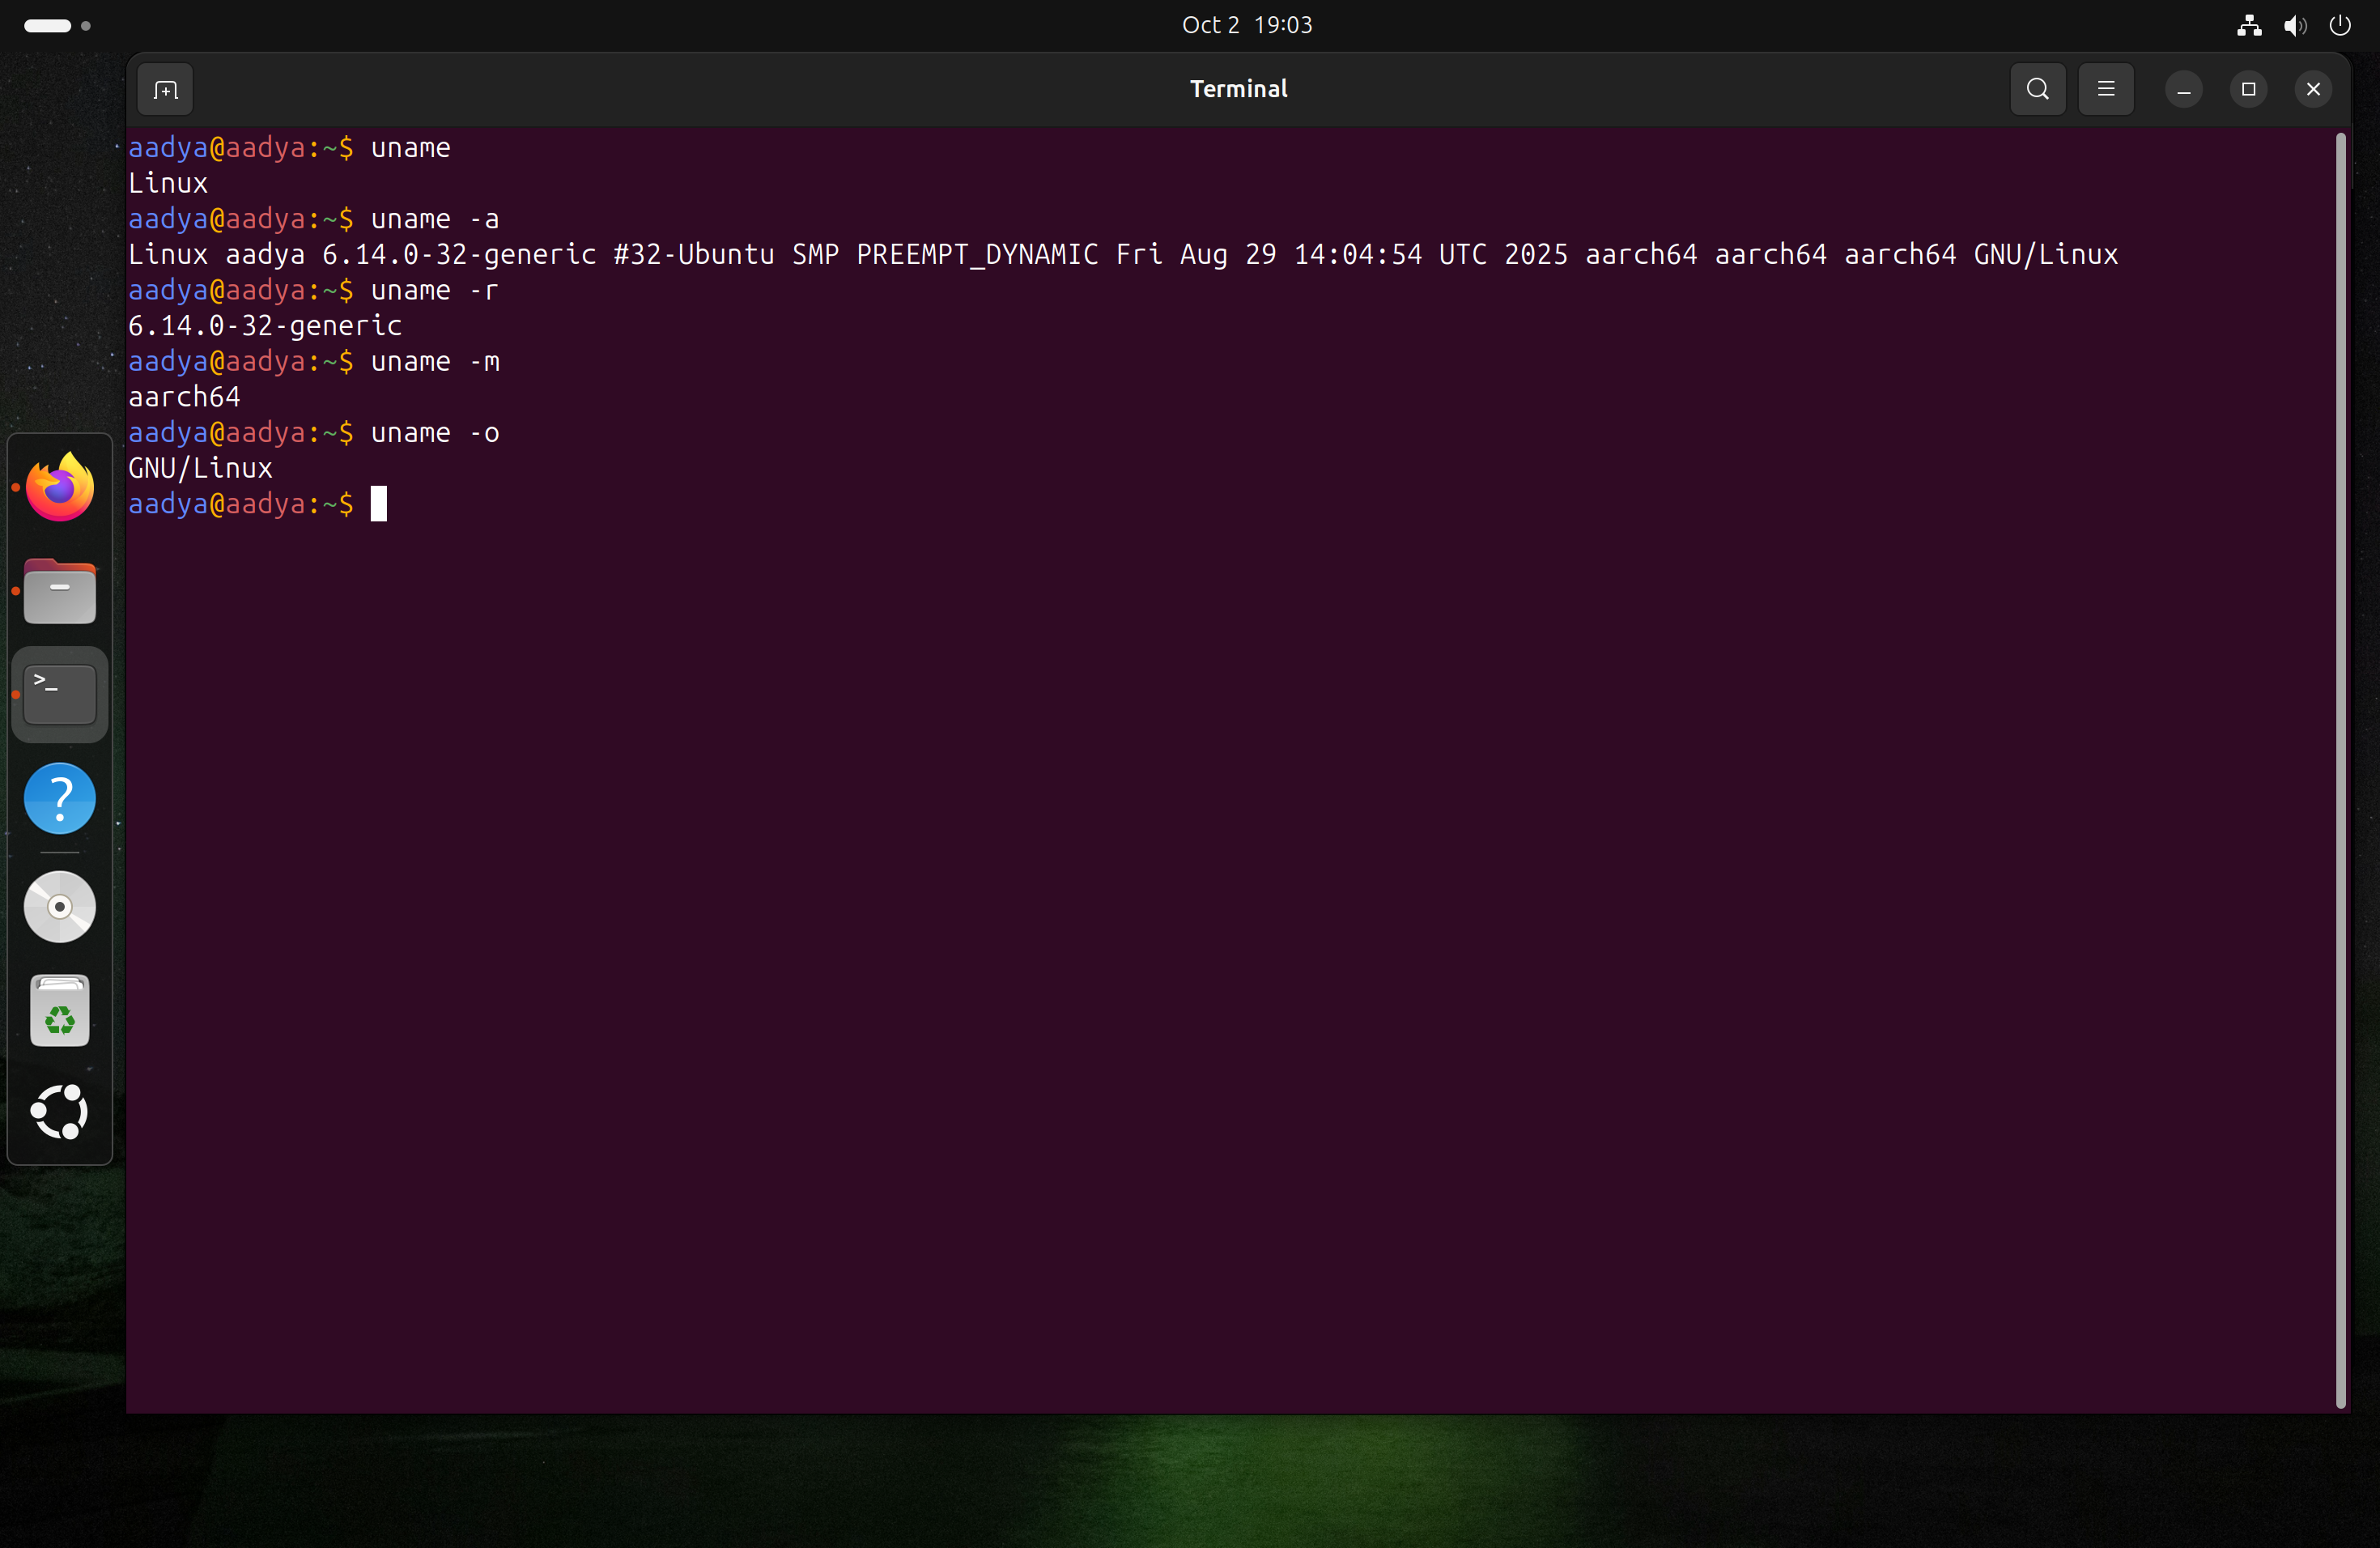 Oct 2 19:03
Terminal
aadya@aadya:~$ uname
Linux
aadya@aadya:~$ uname -a
Linux aadya 6.14.0-32-generic #32-Ubuntu SMP PREEMPT_DYNAMIC Fri Aug 29 14:04:54 UTC 2025 aarch64 aarch64 aarch64 GNU/Linux
aadya@aadya:~$ uname -r
6.14.0-32-generic
aadya@aadya:~$ uname -m
aarch64
aadya@aadya:~$ uname -o
GNU/Linux
aadya@aadya:~$
>_
?